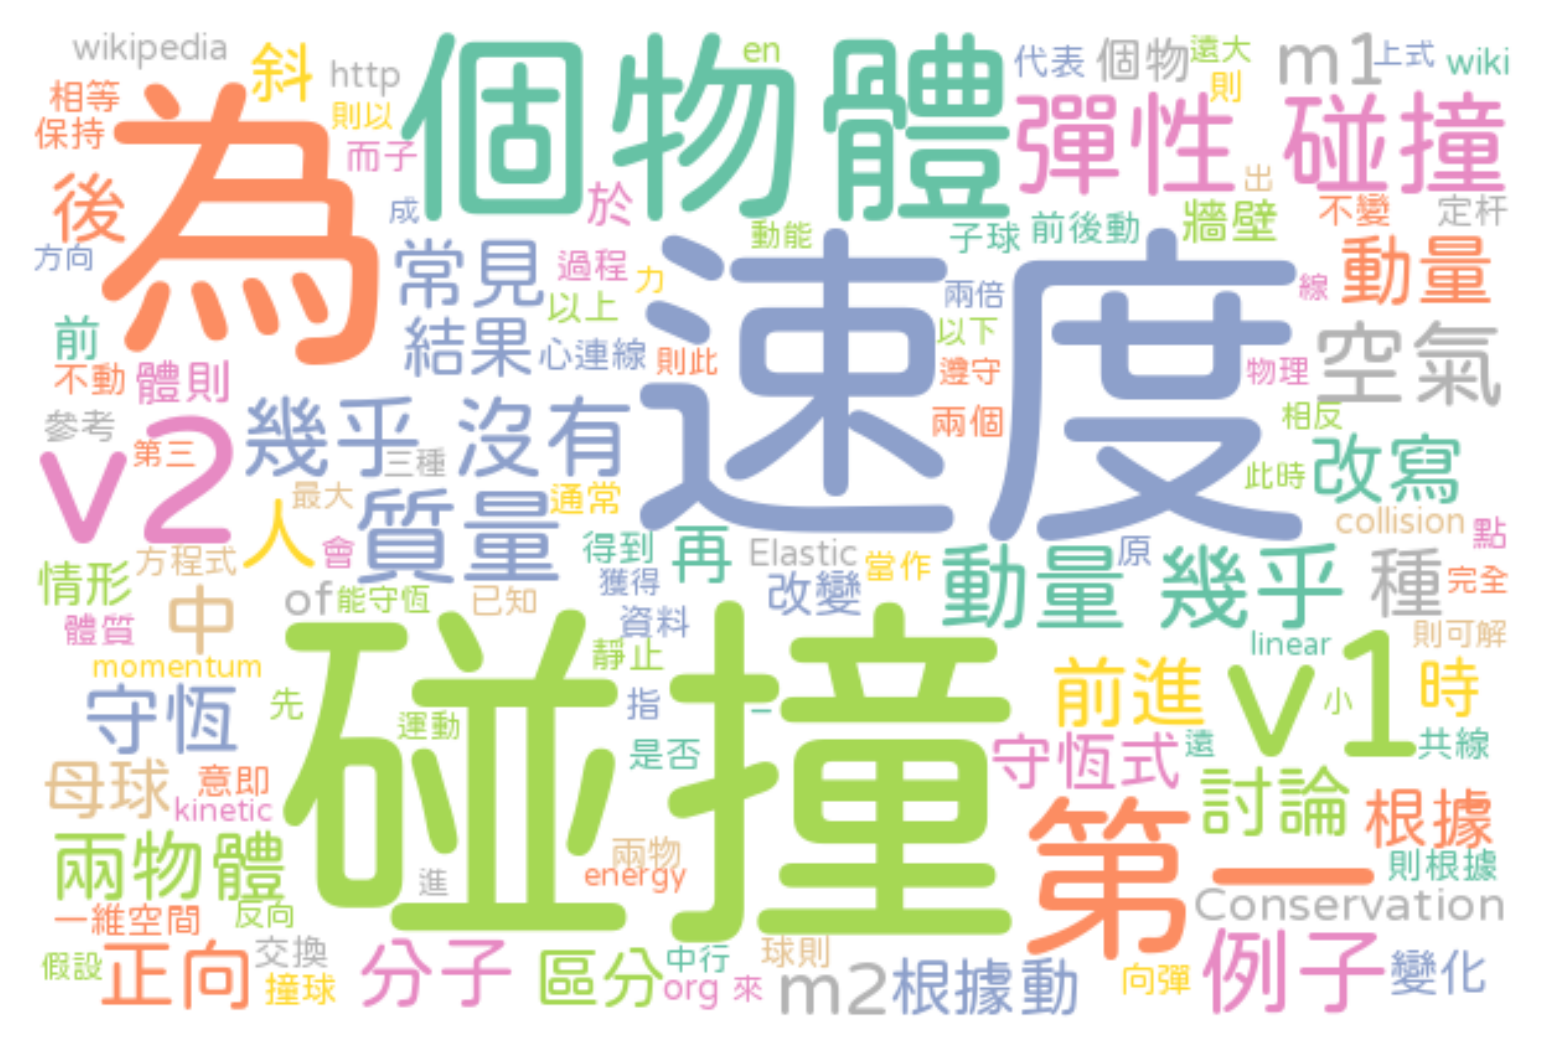 wikipedia
斜
http
個物體
en
代表
個物
遠大
m1
上式
wiki
相等
保持
則以
而子
為
則
彈性
碰撞
後
成
於
動能
子球
前後動
出
牆壁
不變
定杆
方向
常見
過程
力
以上
速度
兩倍
線
動量
前
結果
心連線
則此
以下
遵守
物理
空氣
不動
體則
兩個
相反
參考
v2
第三
幾乎
三種
沒有
此時
改寫
最大
人
會
質量
通常
collision
點
情形
方程式
得到
再
Elastic
當作
動量
原
幾乎
種
完全
中
of
能守恆
已知
獲得
改變
體質
資料
靜止
linear
則可解
momentum
碰撞
守恆
先
運動
指
一
是否
前進
v1
小
時
守恆式
遠
共線
母球
意即
kinetic
討論
根據
兩物體
進
兩物
energy
第一
則根據
Conservation
一維空間
反向
假設
正向
交換
撞球
分子
區分
中行
org
來
球則
m2
根據動
向彈
例子
變化